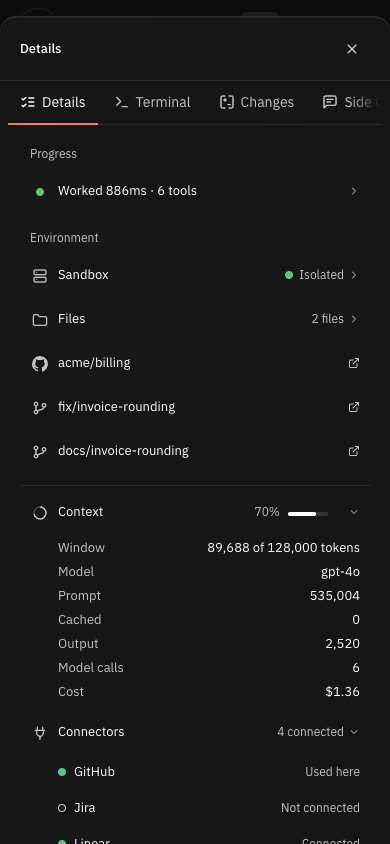 Details
Details
Terminal
Changes
Side
Progress
Worked 886ms · 6 tools
Environment
Sandbox
Isolated
Files
2 files
acme/billing
fix/invoice-rounding
docs/invoice-rounding
Context
70%
Window
89,688 of 128,000 tokens
Model
gpt-4o
Prompt
535,004
Cached
0
Output
2,520
Model calls
6
Cost
$1.36
Connectors
4 connected
GitHub
Used here
Jira
Not connected
Linear
Connected